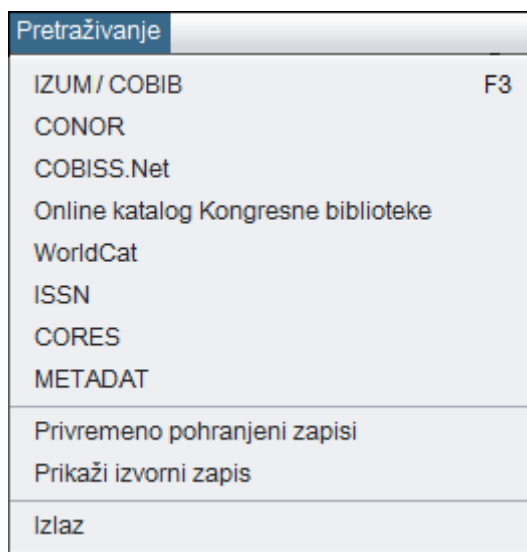 Pretraživanje
IZUM / COBIB F3
CONOR
COBISS.Net
Online katalog Kongresne biblioteke
WorldCat
ISSN
CORES
METADAT
Privremeno pohranjeni zapisi
Prikaži izvorni zapis
Izlaz